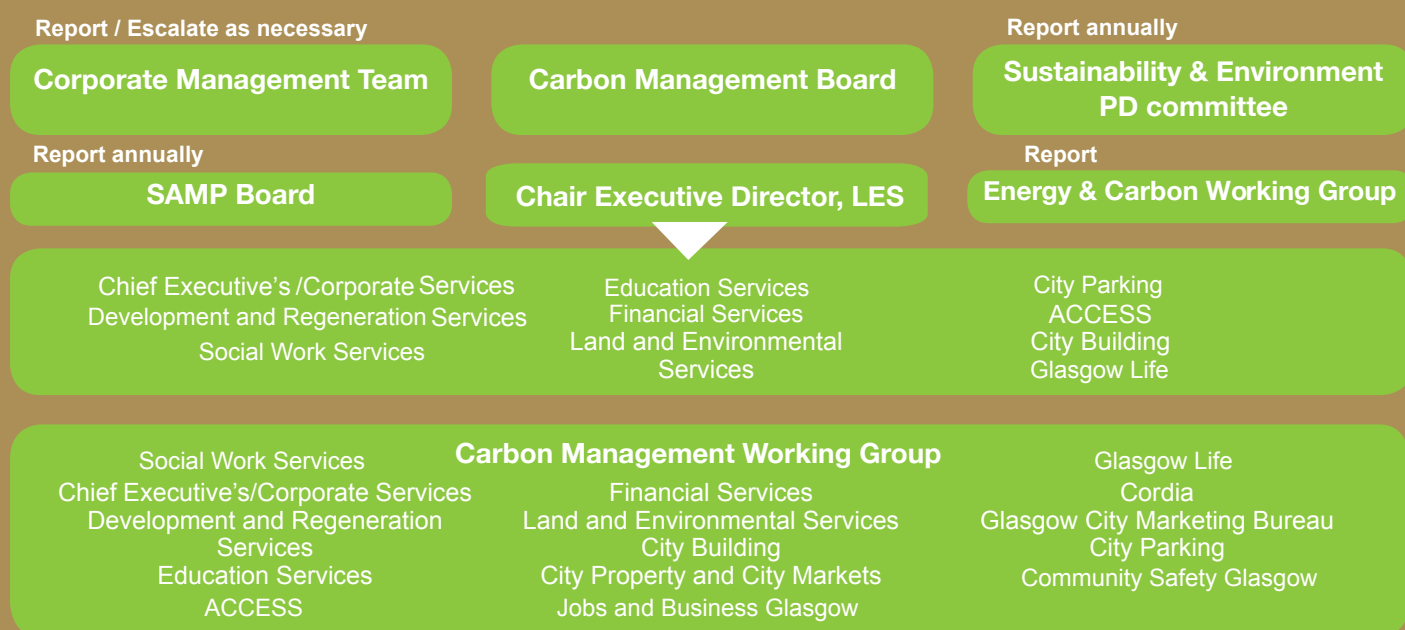 Report / Escalate as necessary
Corporate Management Team
Carbon Management Board
Report annually
Sustainability & Environment
PD committee
Report annually
SAMP Board
Chair Executive Director, LES
Report
Energy & Carbon Working Group
Chief Executive's /Corporate Services
Development and Regeneration Services
Social Work Services
Education Services
Financial Services
Land and Environmental
Services
City Parking
ACCESS
City Building
Glasgow Life
Carbon Management Working Group
Social Work Services
Chief Executive's/Corporate Services
Development and Regeneration
Services
Education Services
ACCESS
Financial Services
Land and Environmental Services
City Building
City Property and City Markets
Jobs and Business Glasgow
Glasgow Life
Cordia
Glasgow City Marketing Bureau
City Parking
Community Safety Glasgow